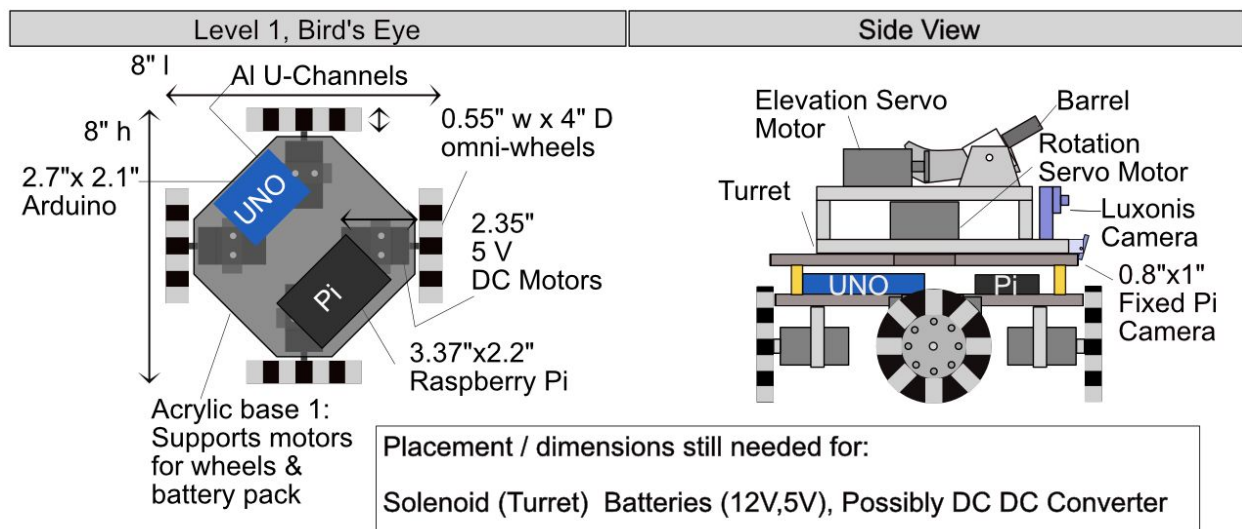 Level 1, Bird's Eye
8" l
Al U-Channels
8" h
0.55" w x 4" D
omni-wheels
2.7"x 2.1"
Arduino
UNO
2.35"
5 V
DC Motors
Pi
3.37"x2.2"
Raspberry Pi
Acrylic base 1:
Supports motors
for wheels &
battery pack
Side View
Elevation Servo
Motor
Barrel
Rotation
Servo Motor
Turret
Luxonis
Camera
UNO
Pi
0.8"x1"
Fixed Pi
Camera
Placement / dimensions still needed for:
Solenoid (Turret) Batteries (12V,5V), Possibly DC DC Converter